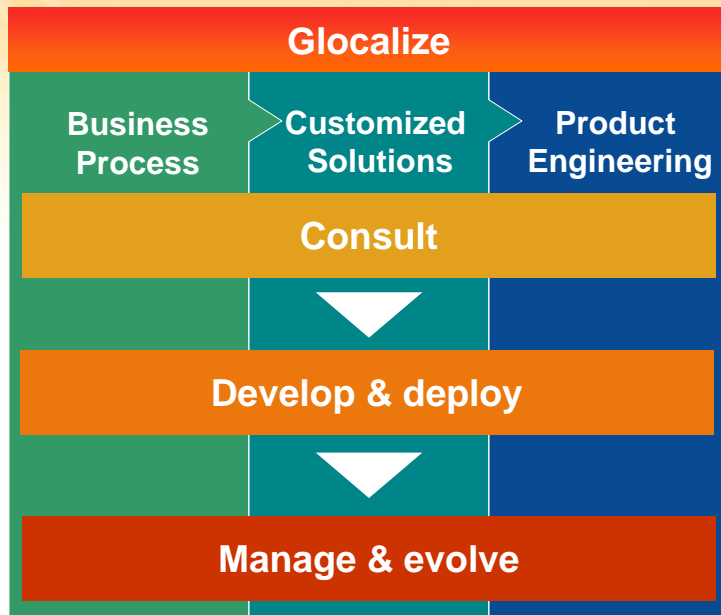 Glocalize
Business
Process
Customized
Solutions
Product
Engineering
Consult
Develop & deploy
Manage & evolve